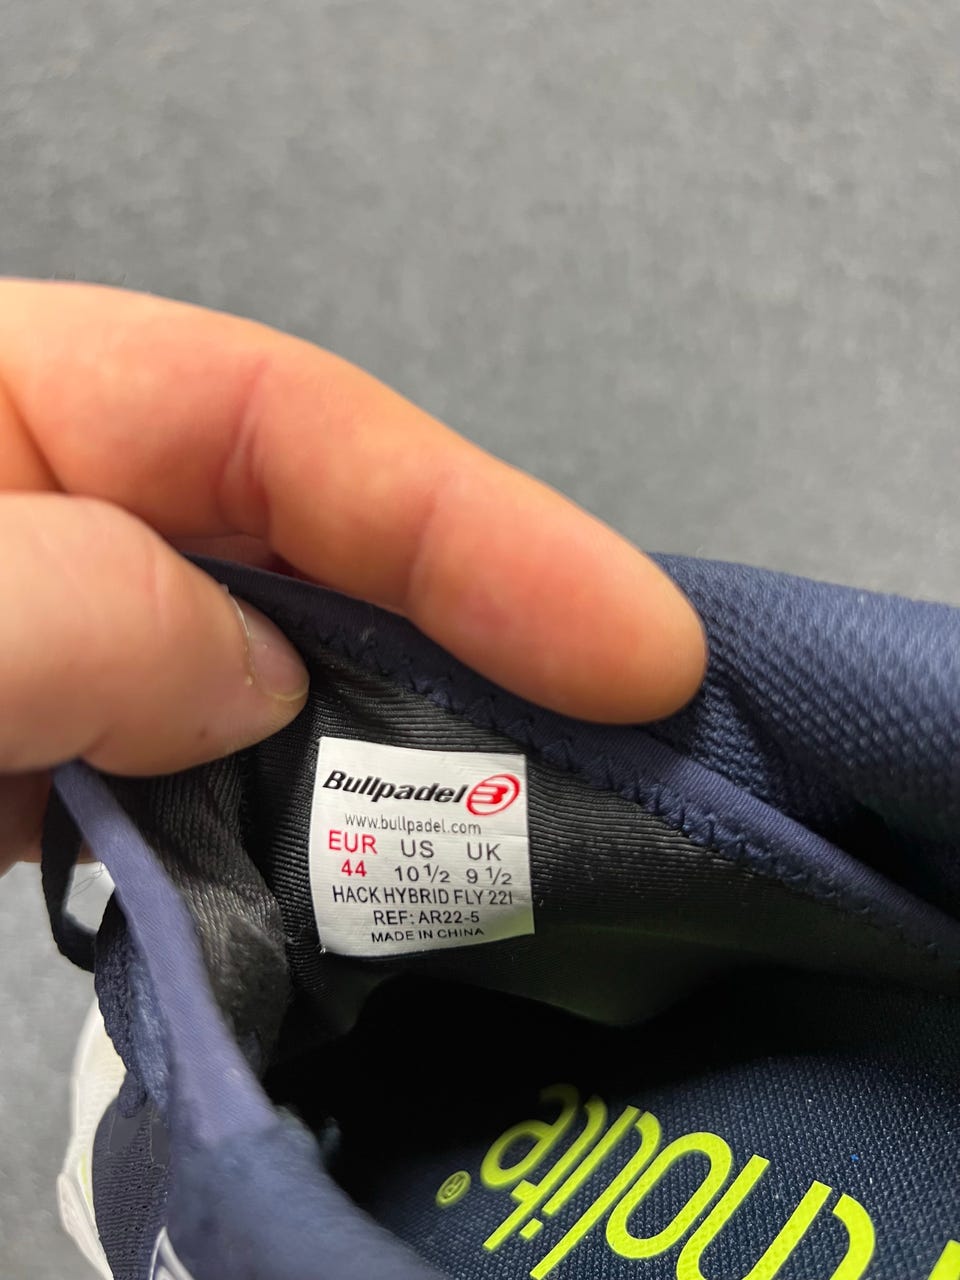 Bullpadel B
www.bullpadel.com
EUR US UK
44 10 1/2 9 1/2
HACK HYBRID FLY 22I
REF: AR22-5
MADE IN CHINA
nolite®